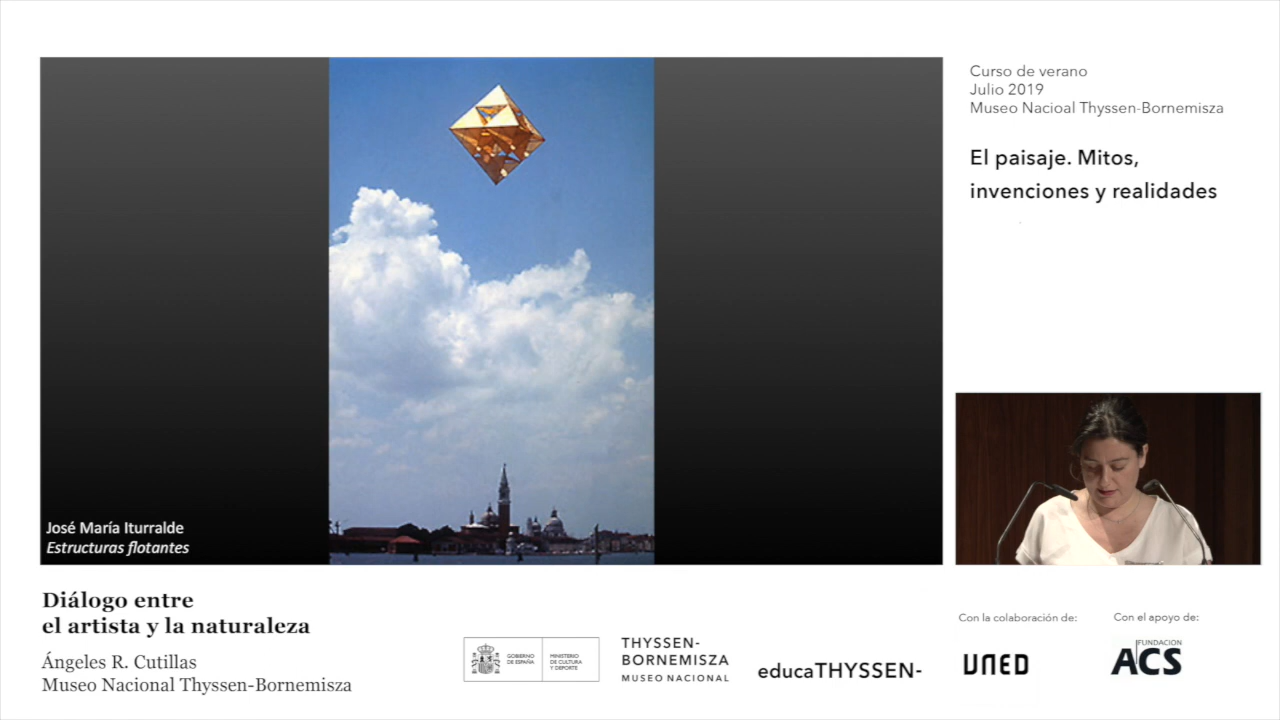 Curso de verano
Julio 2019
Museo Nacioal Thyssen-Bornemisza
El paisaje. Mitos,
invenciones y realidades
José María Iturralde
Estructuras flotantes
Diálogo entre
el artista y la naturaleza
Ángeles R. Cutillas
Museo Nacional Thyssen-Bornemisza
GOBIERNO
DE ESPAÑA
MINISTERIO
DE CULTURA
Y DEPORTE
THYSSEN-
BORNEMISZA
MUSEO NACIONAL
educaTHYSSEN-
Con la colaboración de:
UNED
Con el apoyo de:
FUNDACION
ACS